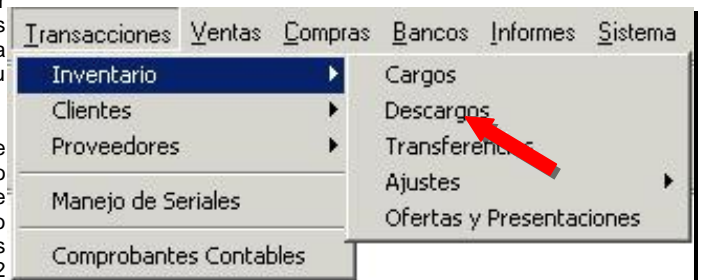 Transacciones Ventas Compras Bancos Informes Sistema
Inventario
Clientes
Proveedores
Manejo de Seriales
Comprobantes Contables
Cargos
Descargos
Transferencias
Ajustes
Ofertas y Presentaciones